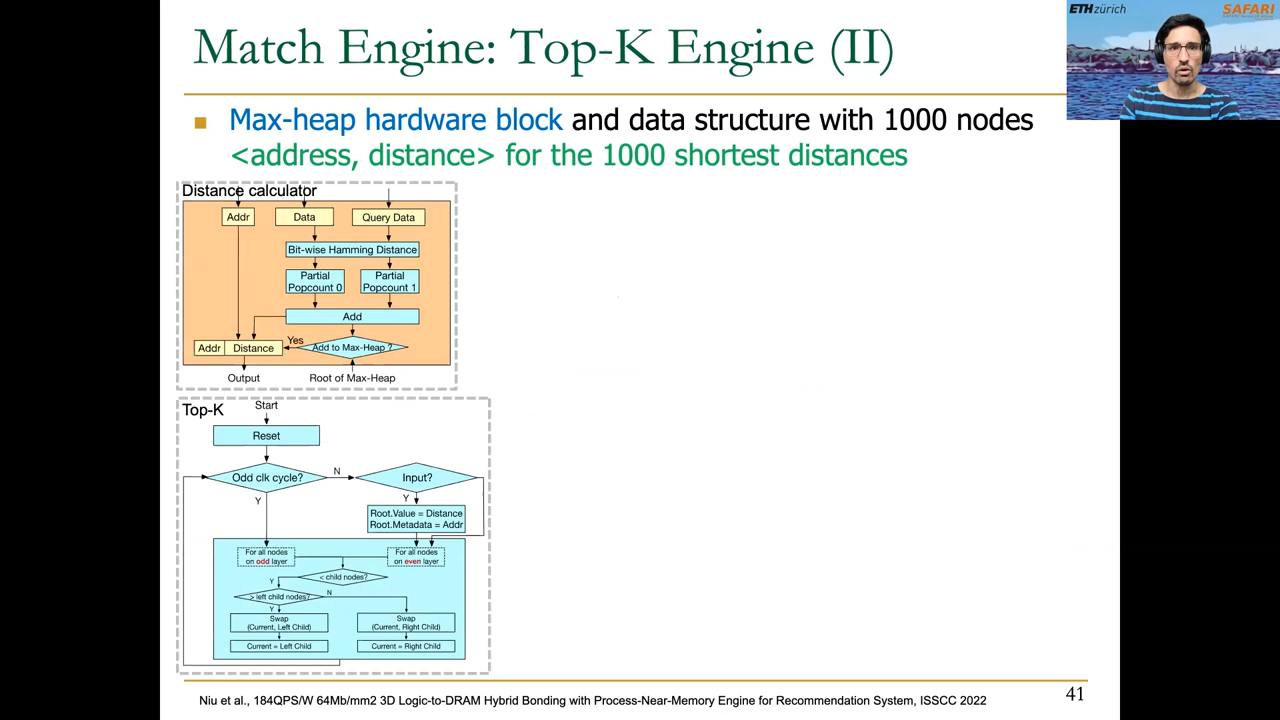 Match Engine: Top-K Engine (II)
ETHzürich
SAFARI
Max-heap hardware block and data structure with 1000 nodes
<address, distance> for the 1000 shortest distances
Distance calculator
Addr
Data
Query Data
Bit-wise Hamming Distance
Partial
Popcount 0
Partial
Popcount 1
Add
Yes
Add to Max-Heap ?
Addr
Distance
Output
Root of Max-Heap
Top-K
Start
Reset
Odd clk cycle?
N
Input?
Y
Y
Root.Value = Distance
Root.Metadata = Addr
For all nodes
on odd layer
For all nodes
on even layer
< child nodes?
Y
> left child nodes?
N
Y
Swap
(Current, Left Child)
Swap
(Current, Right Child)
Current = Left Child
Current = Right Child
Niu et al., 184QPS/W 64Mb/mm2 3D Logic-to-DRAM Hybrid Bonding with Process-Near-Memory Engine for Recommendation System, ISSCC 2022
41